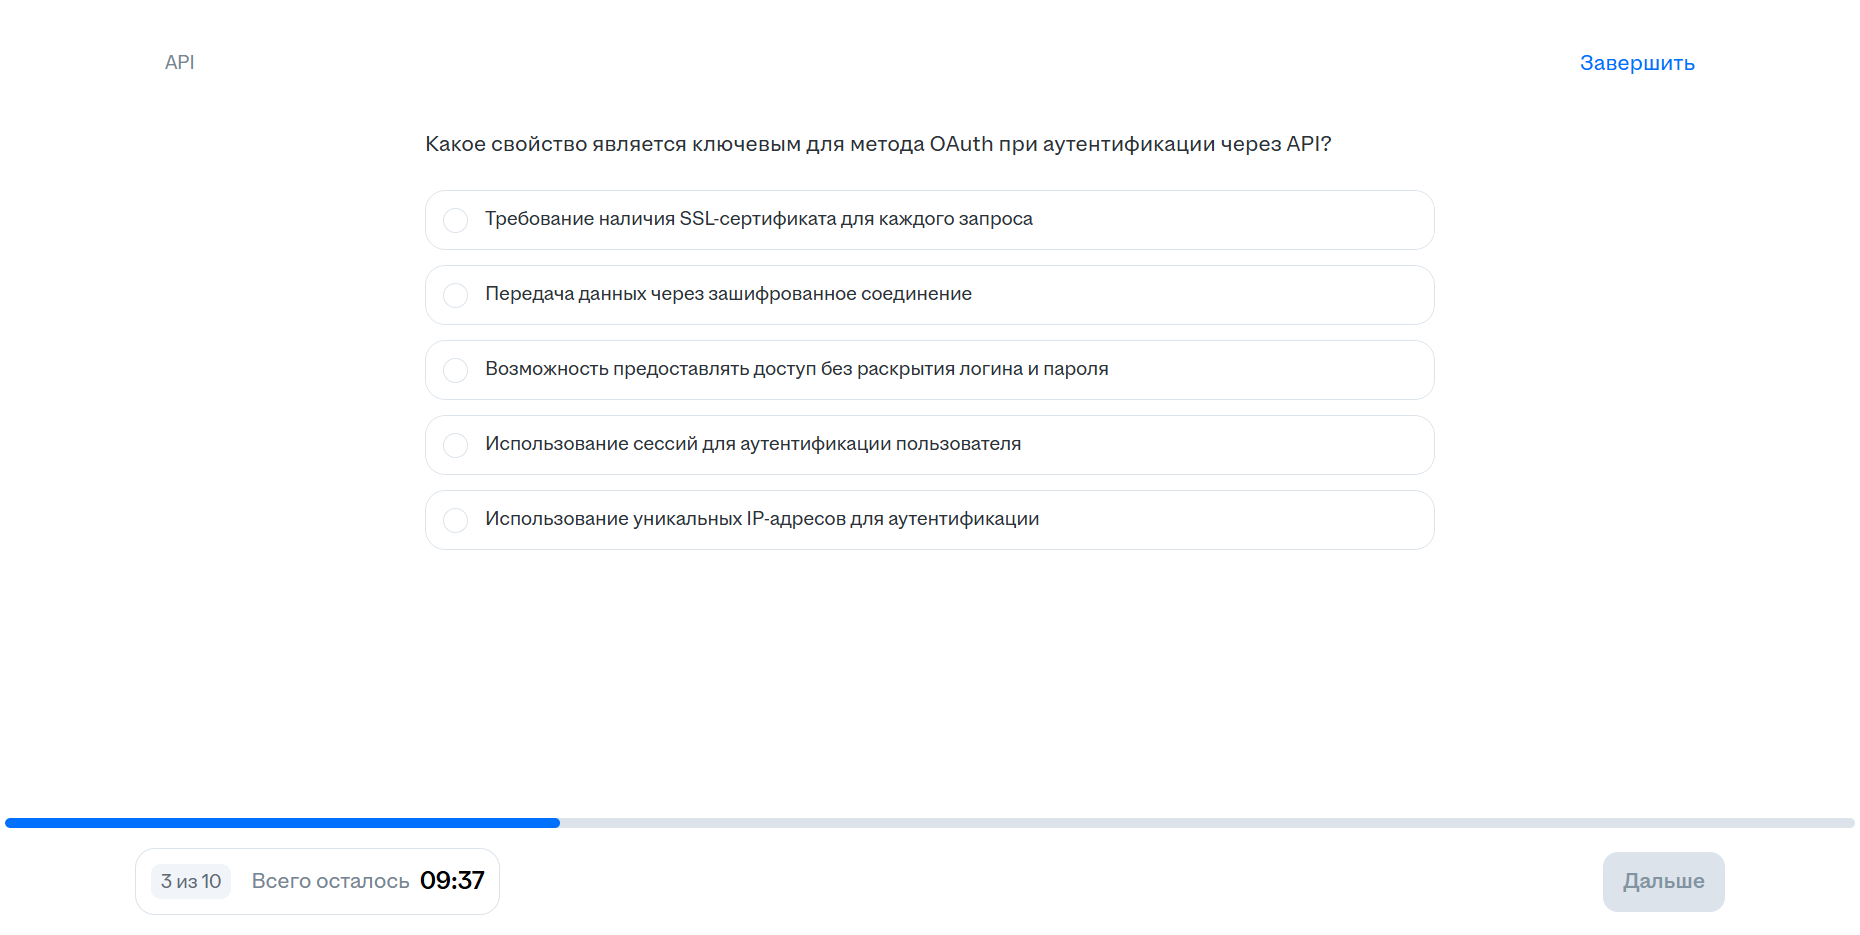 API
Завершить
Какое свойство является ключевым для метода OAuth при аутентификации через API?
Требование наличия SSL-сертификата для каждого запроса
Передача данных через зашифрованное соединение
Возможность предоставлять доступ без раскрытия логина и пароля
Использование сессий для аутентификации пользователя
Использование уникальных IP-адресов для аутентификации
3 из 10 Всего осталось 09:37
Дальше